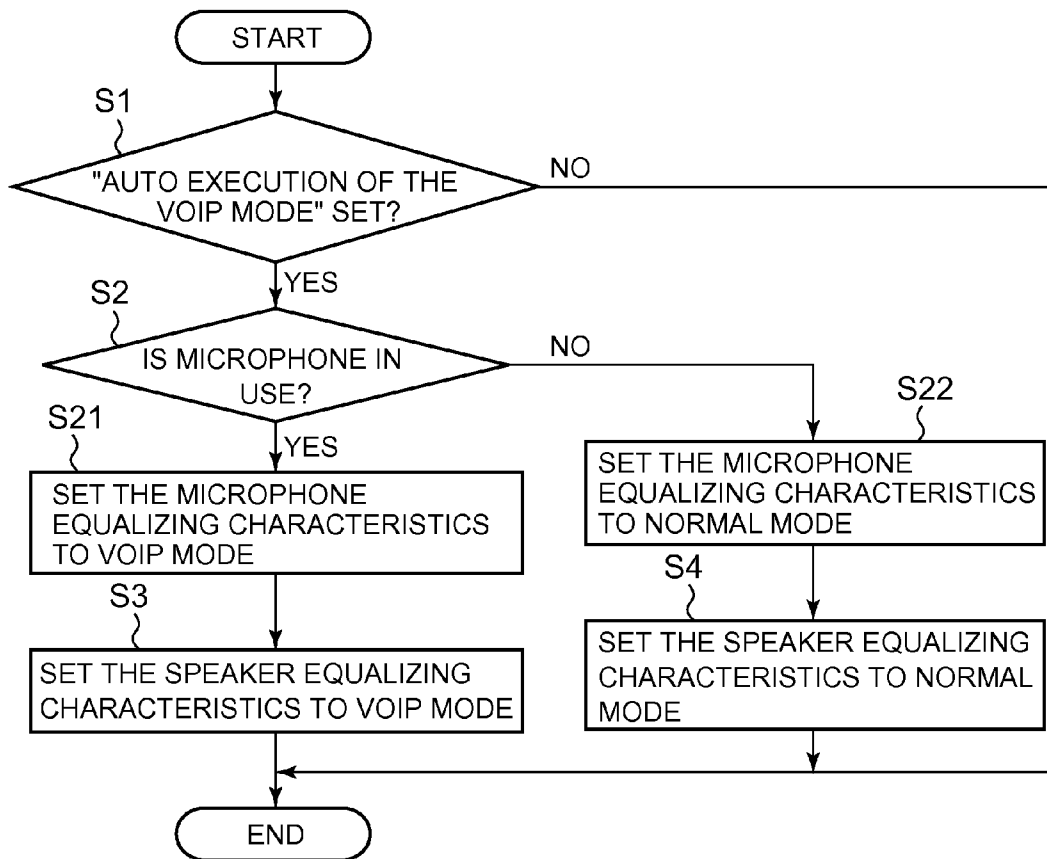 START
S1
"AUTO EXECUTION OF THE
VOIP MODE" SET?
NO
YES
S2
IS MICROPHONE IN
USE?
NO
YES
S21
SET THE MICROPHONE
EQUALIZING CHARACTERISTICS
TO VOIP MODE
S22
SET THE MICROPHONE
EQUALIZING CHARACTERISTICS
TO NORMAL MODE
S3
SET THE SPEAKER EQUALIZING
CHARACTERISTICS TO VOIP MODE
S4
SET THE SPEAKER EQUALIZING
CHARACTERISTICS TO NORMAL
MODE
END